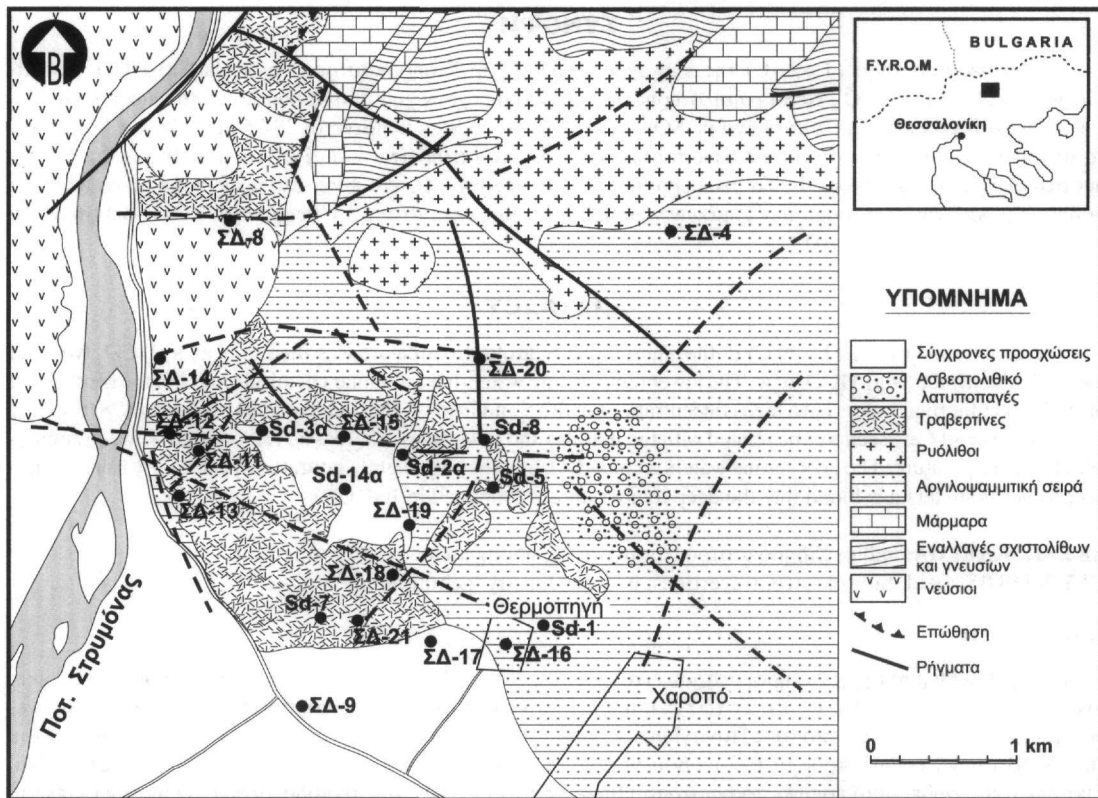 Β
ΣΔ-8
ΣΔ-4
ΣΔ-14
ΣΔ-20
ΣΔ-12
Sd-3α
ΣΔ-15
Sd-8
ΣΔ-11
Sd-2α
Sd-14α
Sd-5
ΣΔ-13
ΣΔ-19
ΣΔ-18
Θερμοπηγή
Sd-7
Sd-1
ΣΔ-21
ΣΔ-17
ΣΔ-16
Χαροπό
ΣΔ-9
Ποτ. Στρυμόνας
BULGARIA
F.Y.R.O.M.
Θεσσαλονίκη
ΥΠΟΜΝΗΜΑ
Σύγχρονες προσχώσεις
Ασβεστολιθικό
λατυποπαγές
Τραβερτίνες
Ρυόλιθοι
Αργιλοψαμμιτική σειρά
Μάρμαρα
Εναλλαγές σχιστολίθων
και γνευσίων
Γνεύσιοι
Επώθηση
Ρήγματα
0 1 km